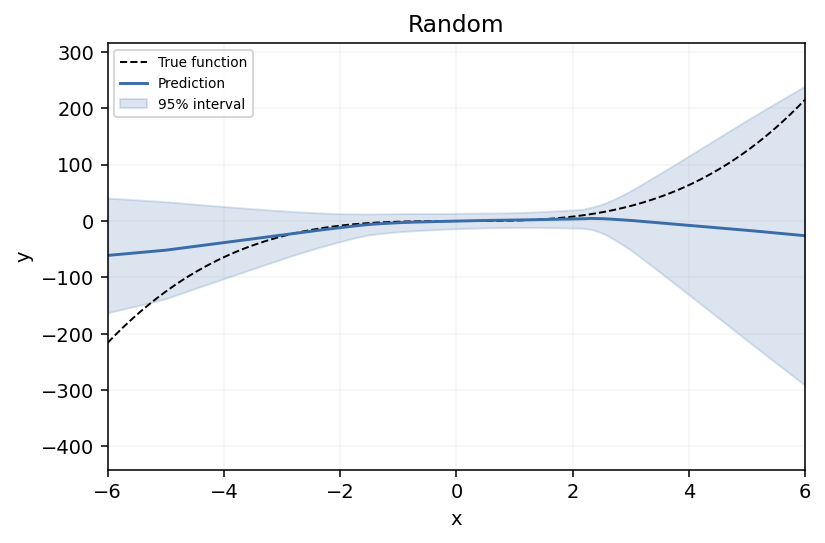 Random
300
200
100
0
−100
−200
−300
−400
y
True function
Prediction
95% interval
−6 −4 −2 0 2 4 6
x